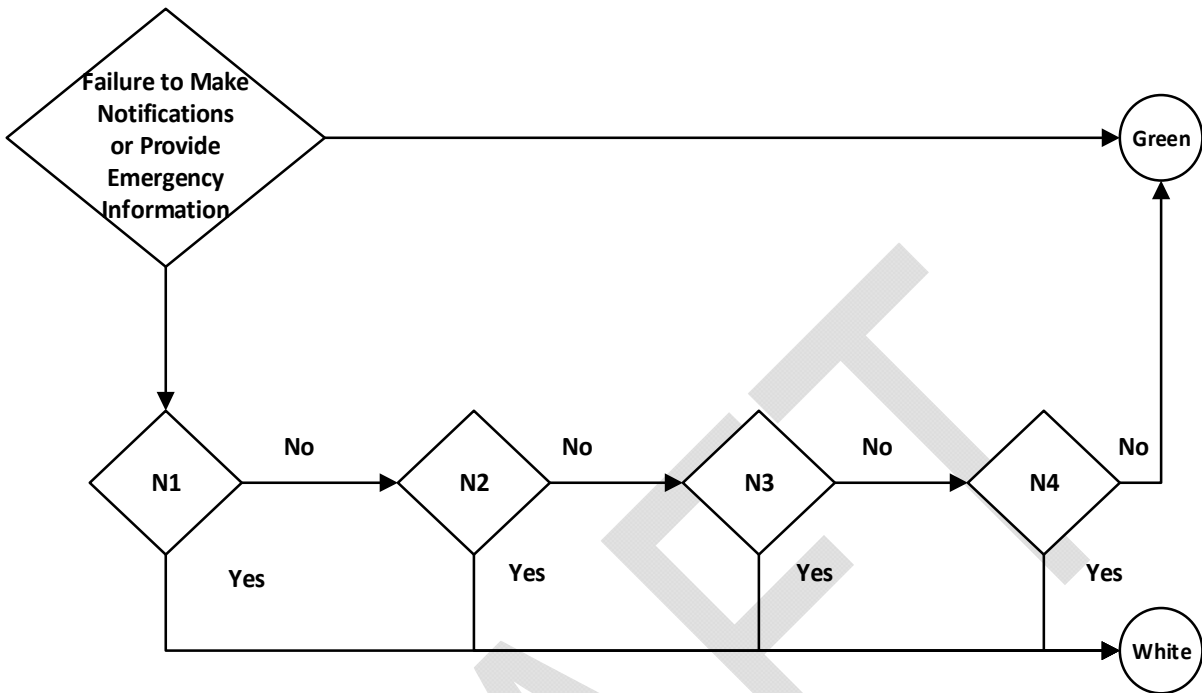 Failure to Make
Notifications
or Provide
Emergency
Information
Green
N1
No
N2
No
N3
No
N4
No
Yes
Yes
Yes
Yes
White